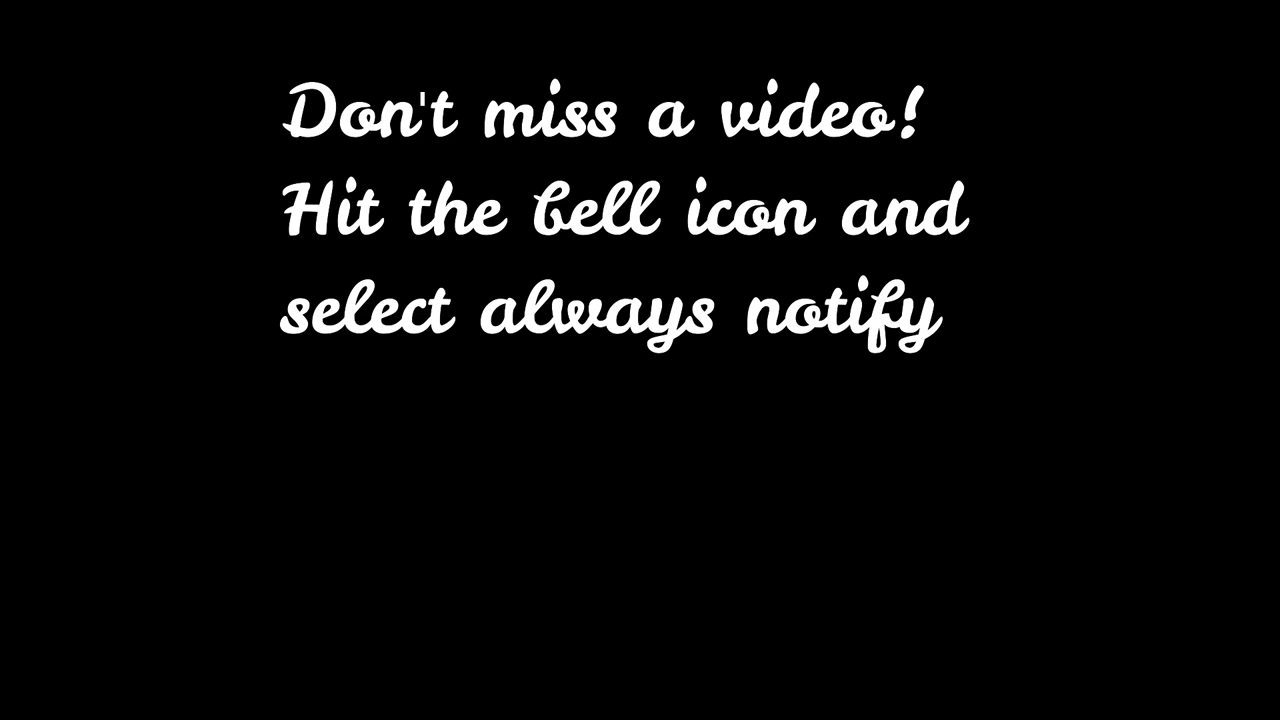 Don't miss a video!
Hit the bell icon and
select always notify